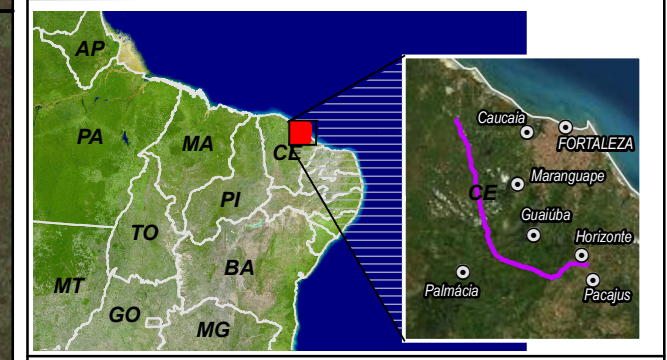 AP
PA
MA
CE
PI
TO
BA
MT
GO
MG
Caucaia
FORTALEZA
Maranguape
CE
Guaiúba
Horizonte
Palmácia
Pacajus